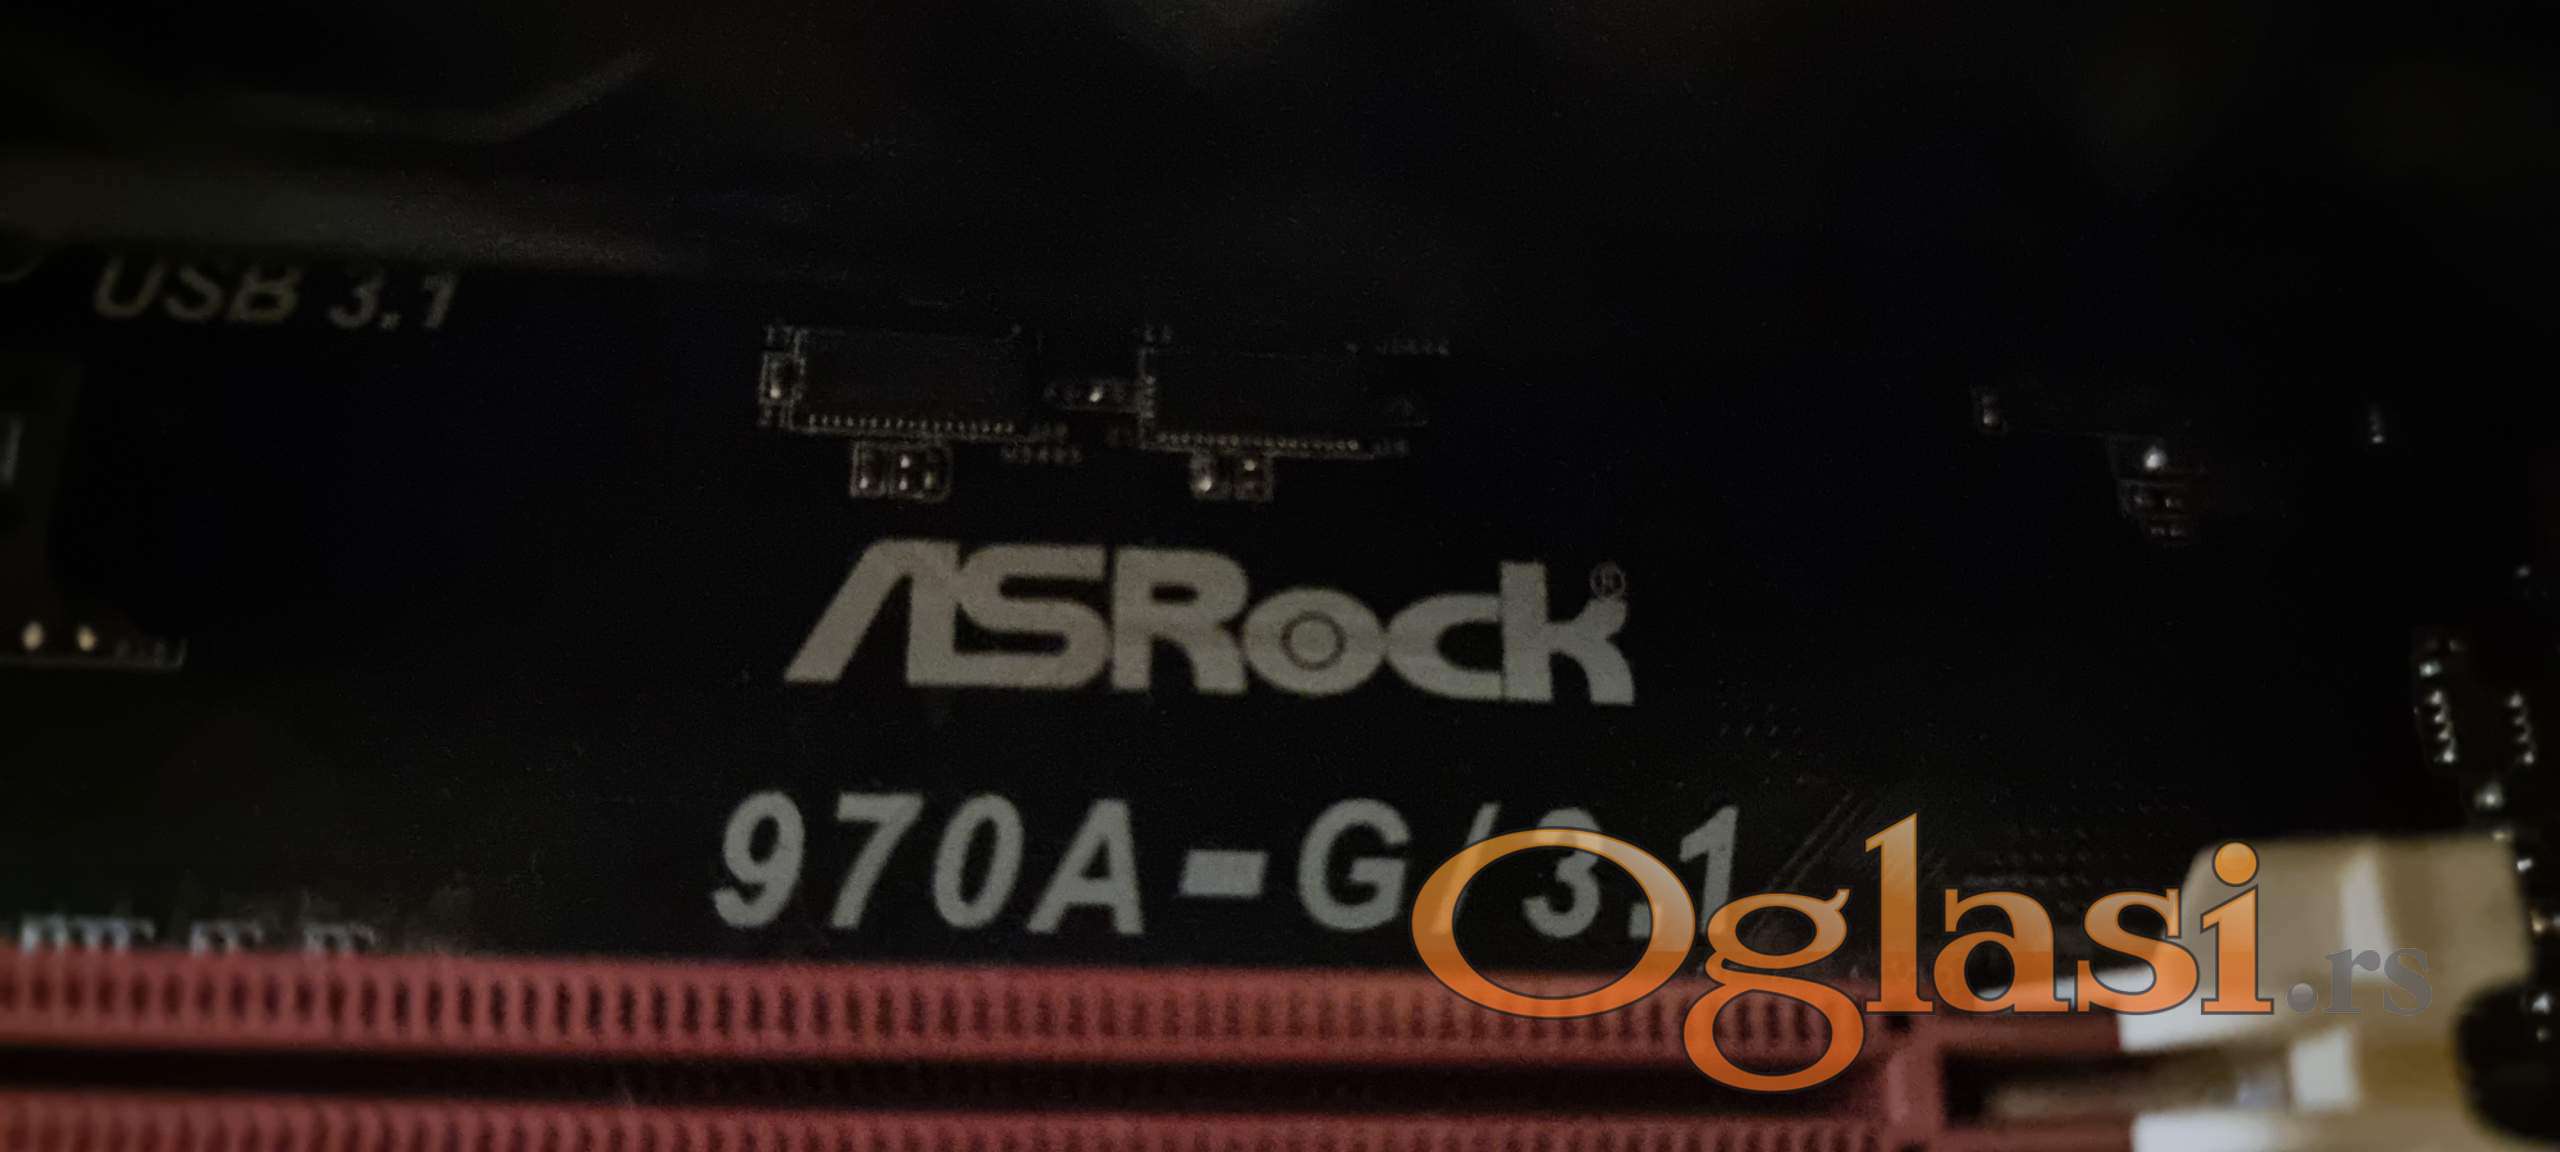 USB 3.1
ASRock®
970A-G/3.1
Oglasi.rs